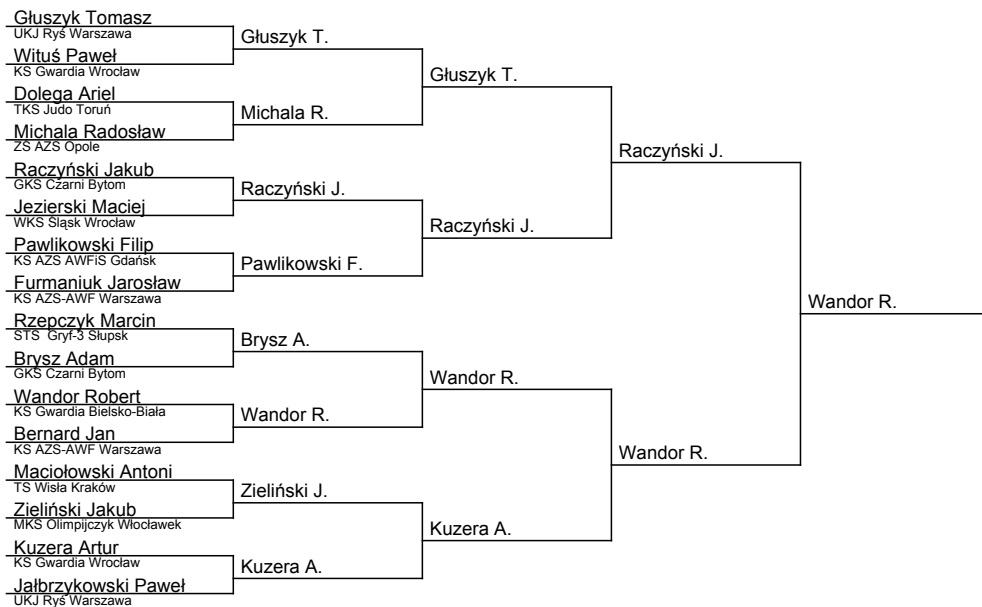 Głuszyk Tomasz
UKJ Ryś Warszawa
Wituś Paweł
KS Gwardia Wrocław
Dolega Ariel
TKS Judo Toruń
Michala Radosław
ZS AZS Opole
Raczyński Jakub
GKS Czarni Bytom
Jezierski Maciej
WKS Śląsk Wrocław
Pawlikowski Filip
KS AZS AWFiS Gdańsk
Furmaniuk Jarosław
KS AZS-AWF Warszawa
Rzepczyk Marcin
STS Gryf-3 Słupsk
Brysz Adam
GKS Czarni Bytom
Wandor Robert
KS Gwardia Bielsko-Biała
Bernard Jan
KS AZS-AWF Warszawa
Maciołowski Antoni
TS Wisła Kraków
Zieliński Jakub
MKS Olimpijczyk Włocławek
Kuzera Artur
KS Gwardia Wrocław
Jałbrzykowski Paweł
UKJ Ryś Warszawa
Głuszyk T.
Michala R.
Raczyński J.
Pawlikowski F.
Brysz A.
Wandor R.
Zieliński J.
Kuzera A.
Głuszyk T.
Raczyński J.
Wandor R.
Kuzera A.
Raczyński J.
Wandor R.
Wandor R.